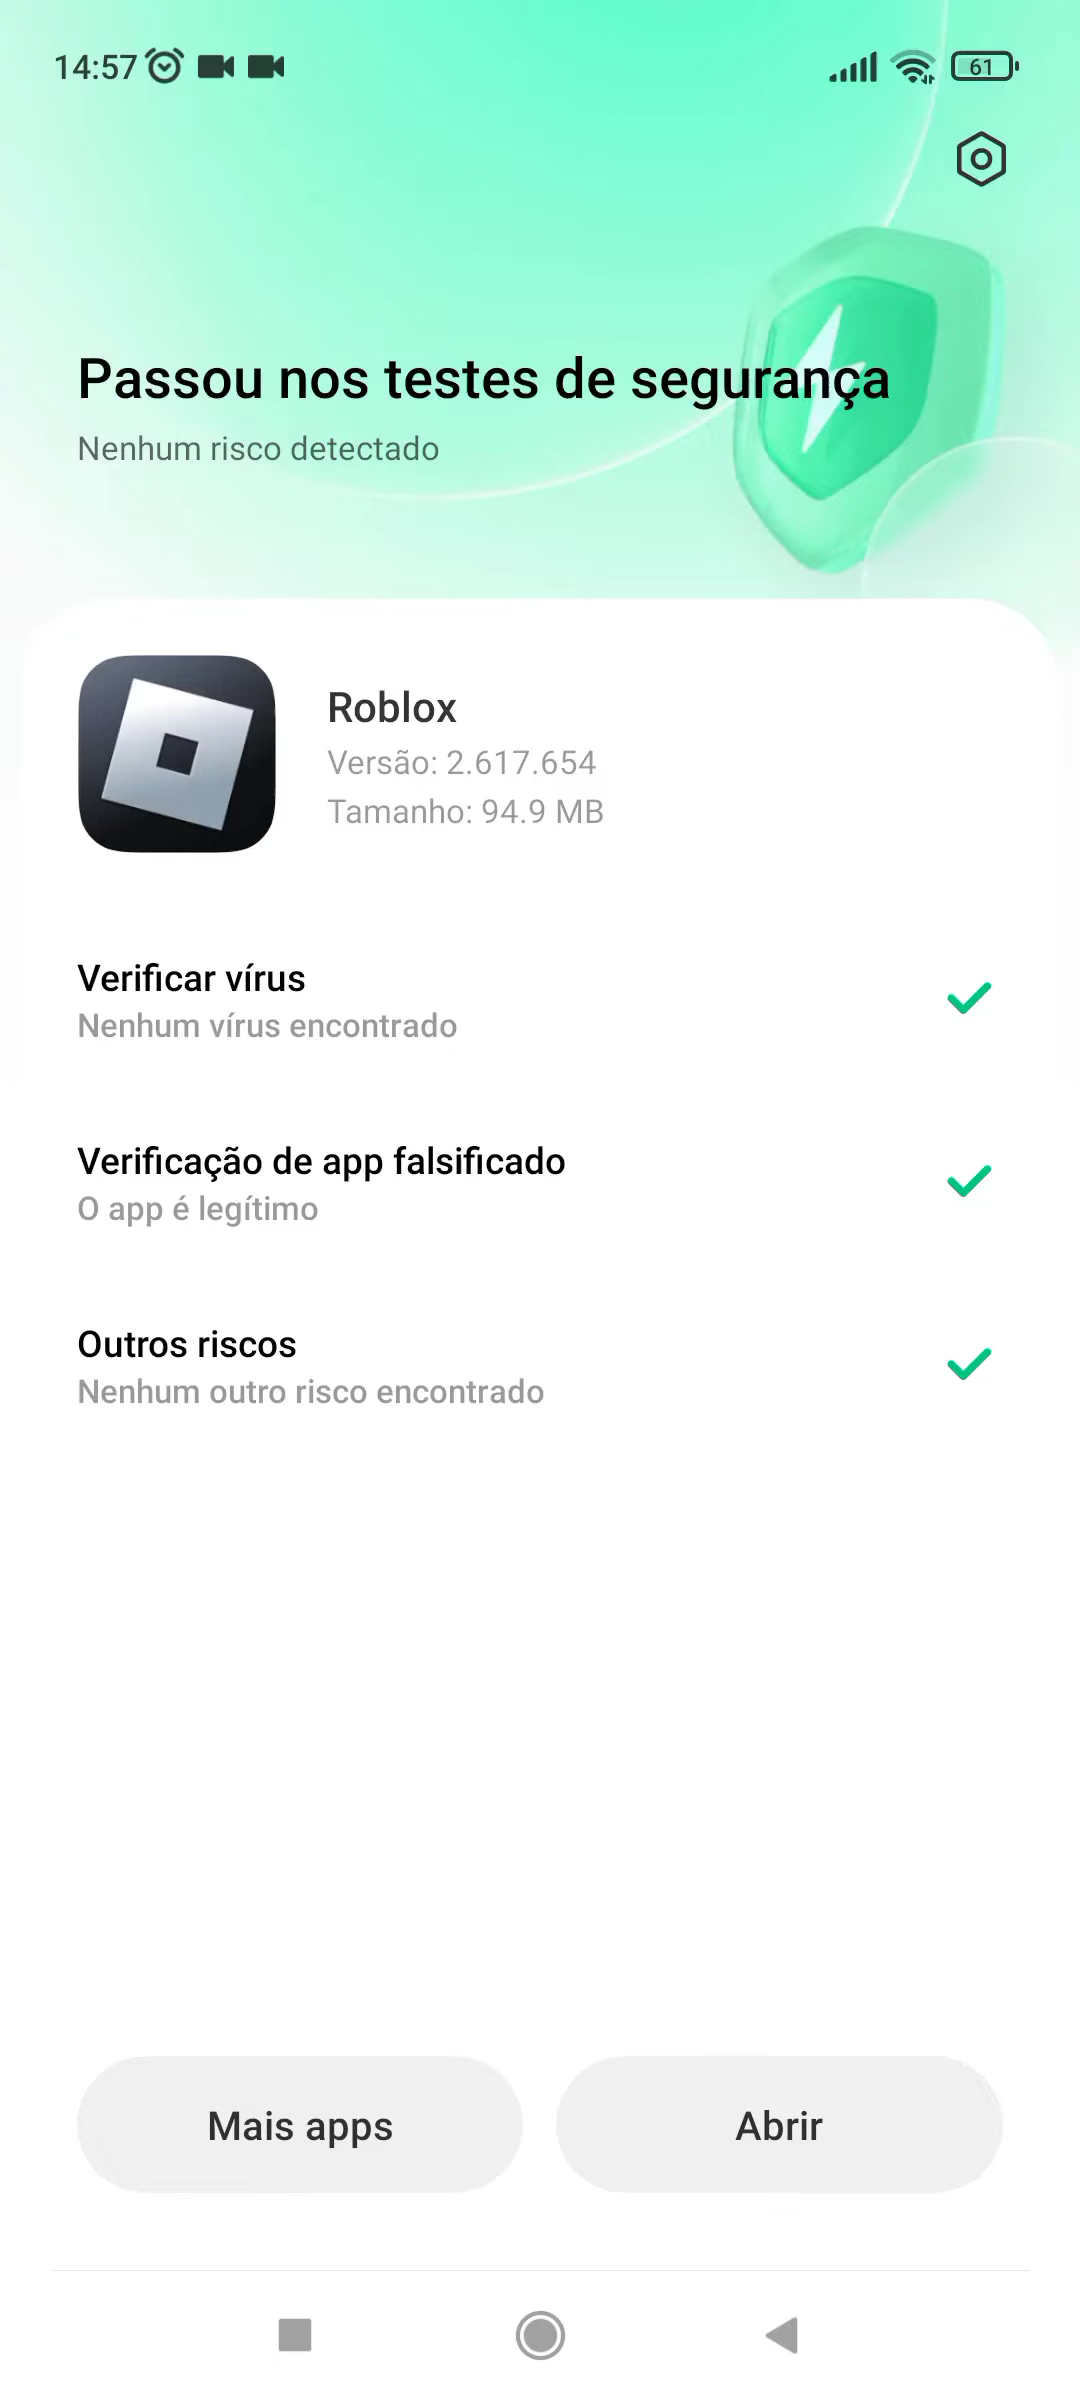 14:57
61
Passou nos testes de segurança
Nenhum risco detectado
Roblox
Versão: 2.617.654
Tamanho: 94.9 MB
Verificar vírus
Nenhum vírus encontrado
Verificação de app falsificado
O app é legítimo
Outros riscos
Nenhum outro risco encontrado
Mais apps
Abrir